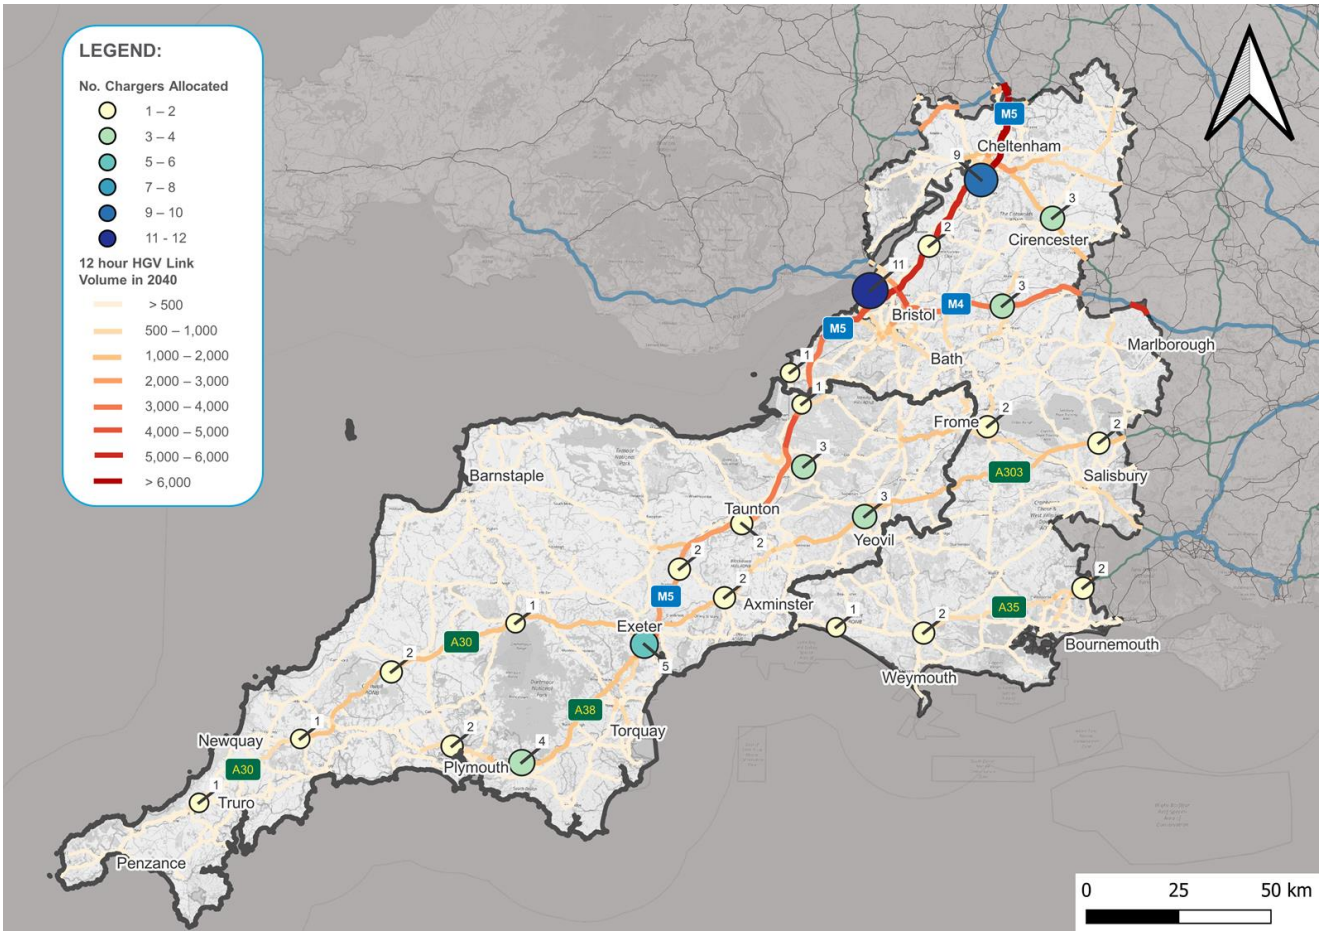 LEGEND:
No. Chargers Allocated
1 – 2
3 – 4
5 – 6
7 – 8
9 – 10
11 - 12
12 hour HGV Link
Volume in 2040
> 500
500 – 1,000
1,000 – 2,000
2,000 – 3,000
3,000 – 4,000
4,000 – 5,000
5,000 – 6,000
> 6,000
M5
Cheltenham
9
3
Cirencester
2
11
3
M4
Bristol
M5
Marlborough
Bath
1
1
Frome
2
2
Barnstaple
3
A303
Salisbury
3
Taunton
2
Yeovil
2
2
2
M5
Axminster
1
A35
1
2
Exeter
A30
5
Bournemouth
2
Weymouth
A38
1
Newquay
2
Torquay
4
Plymouth
A30
1
Truro
Penzance
0 25 50 km